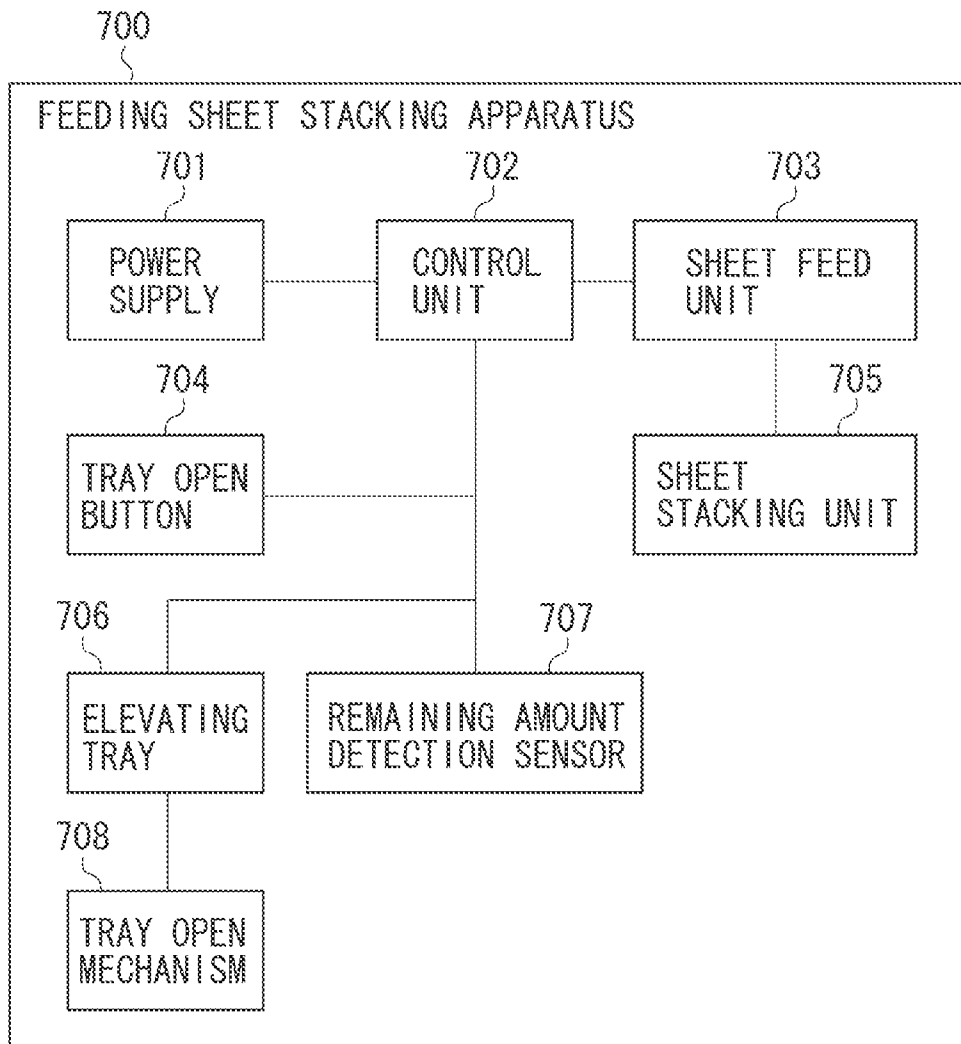 700
FEEDING SHEET STACKING APPARATUS
701
702
703
POWER
SUPPLY
CONTROL
UNIT
SHEET FEED
UNIT
704
705
TRAY OPEN
BUTTON
SHEET
STACKING UNIT
706
707
ELEVATING
TRAY
REMAINING AMOUNT
DETECTION SENSOR
708
TRAY OPEN
MECHANISM